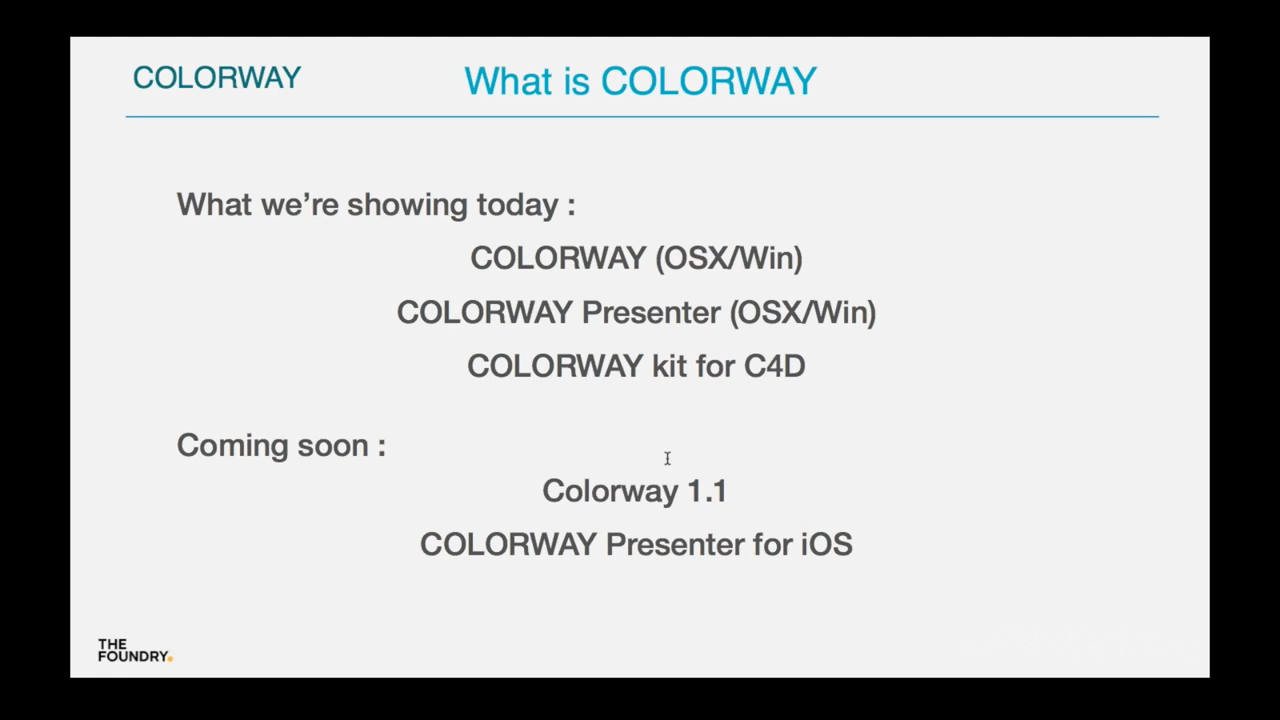 COLORWAY
What is COLORWAY
What we're showing today :
COLORWAY (OSX/Win)
COLORWAY Presenter (OSX/Win)
COLORWAY kit for C4D
Coming soon :
Colorway 1.1
COLORWAY Presenter for iOS
THE
FOUNDRY.